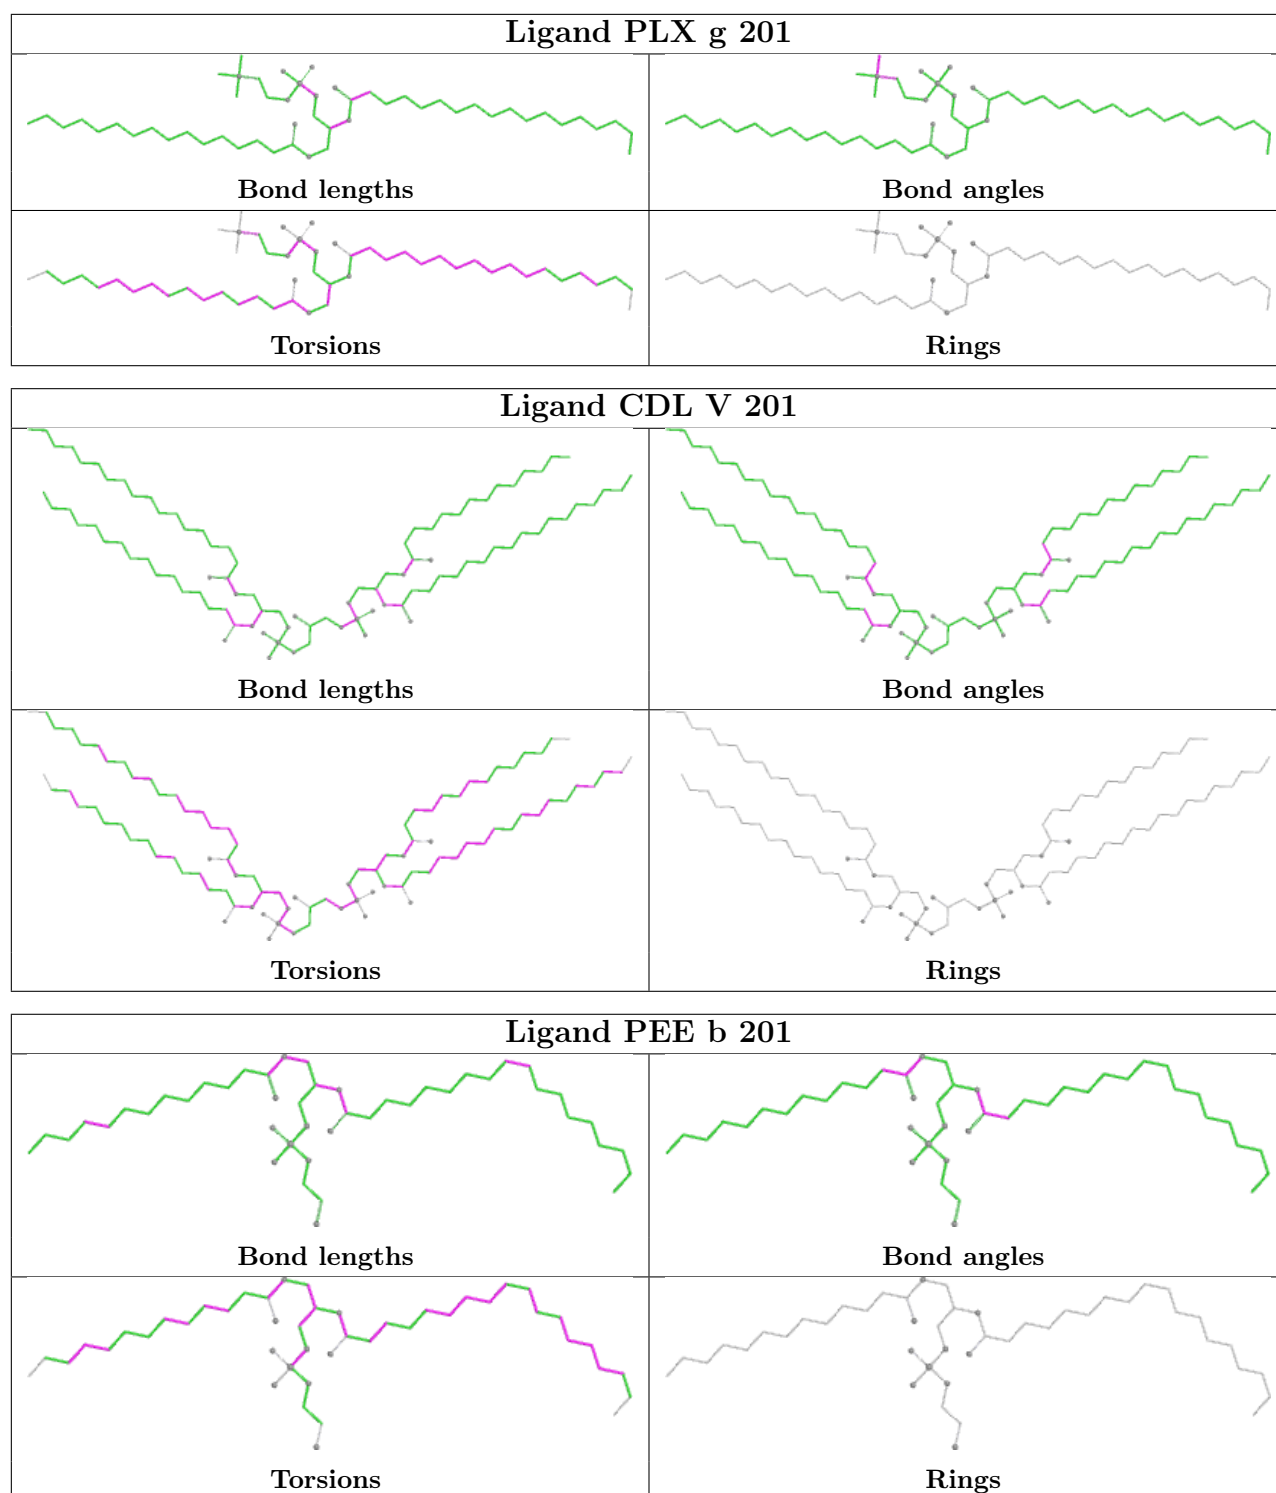 Ligand PLX g 201
Bond lengths
Bond angles
Torsions
Rings
Ligand CDL V 201
Bond lengths
Bond angles
Torsions
Rings
Ligand PEE b 201
Bond lengths
Bond angles
Torsions
Rings